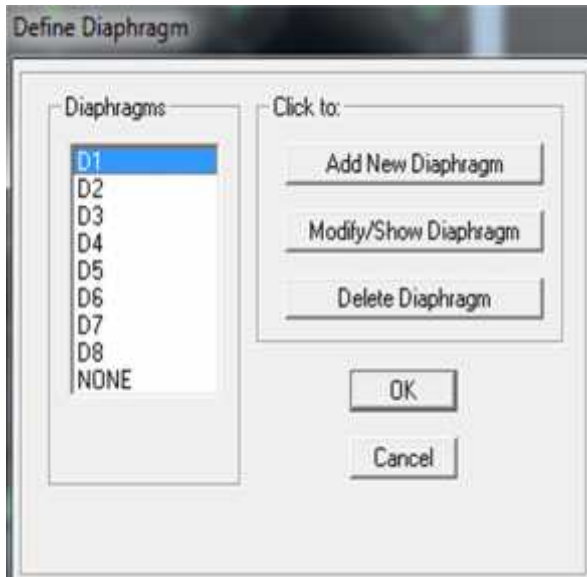 Define Diaphragm
Diaphragms
D1
D2
D3
D4
D5
D6
D7
D8
NONE
Click to:
Add New Diaphragm
Modify/Show Diaphragm
Delete Diaphragm
OK
Cancel